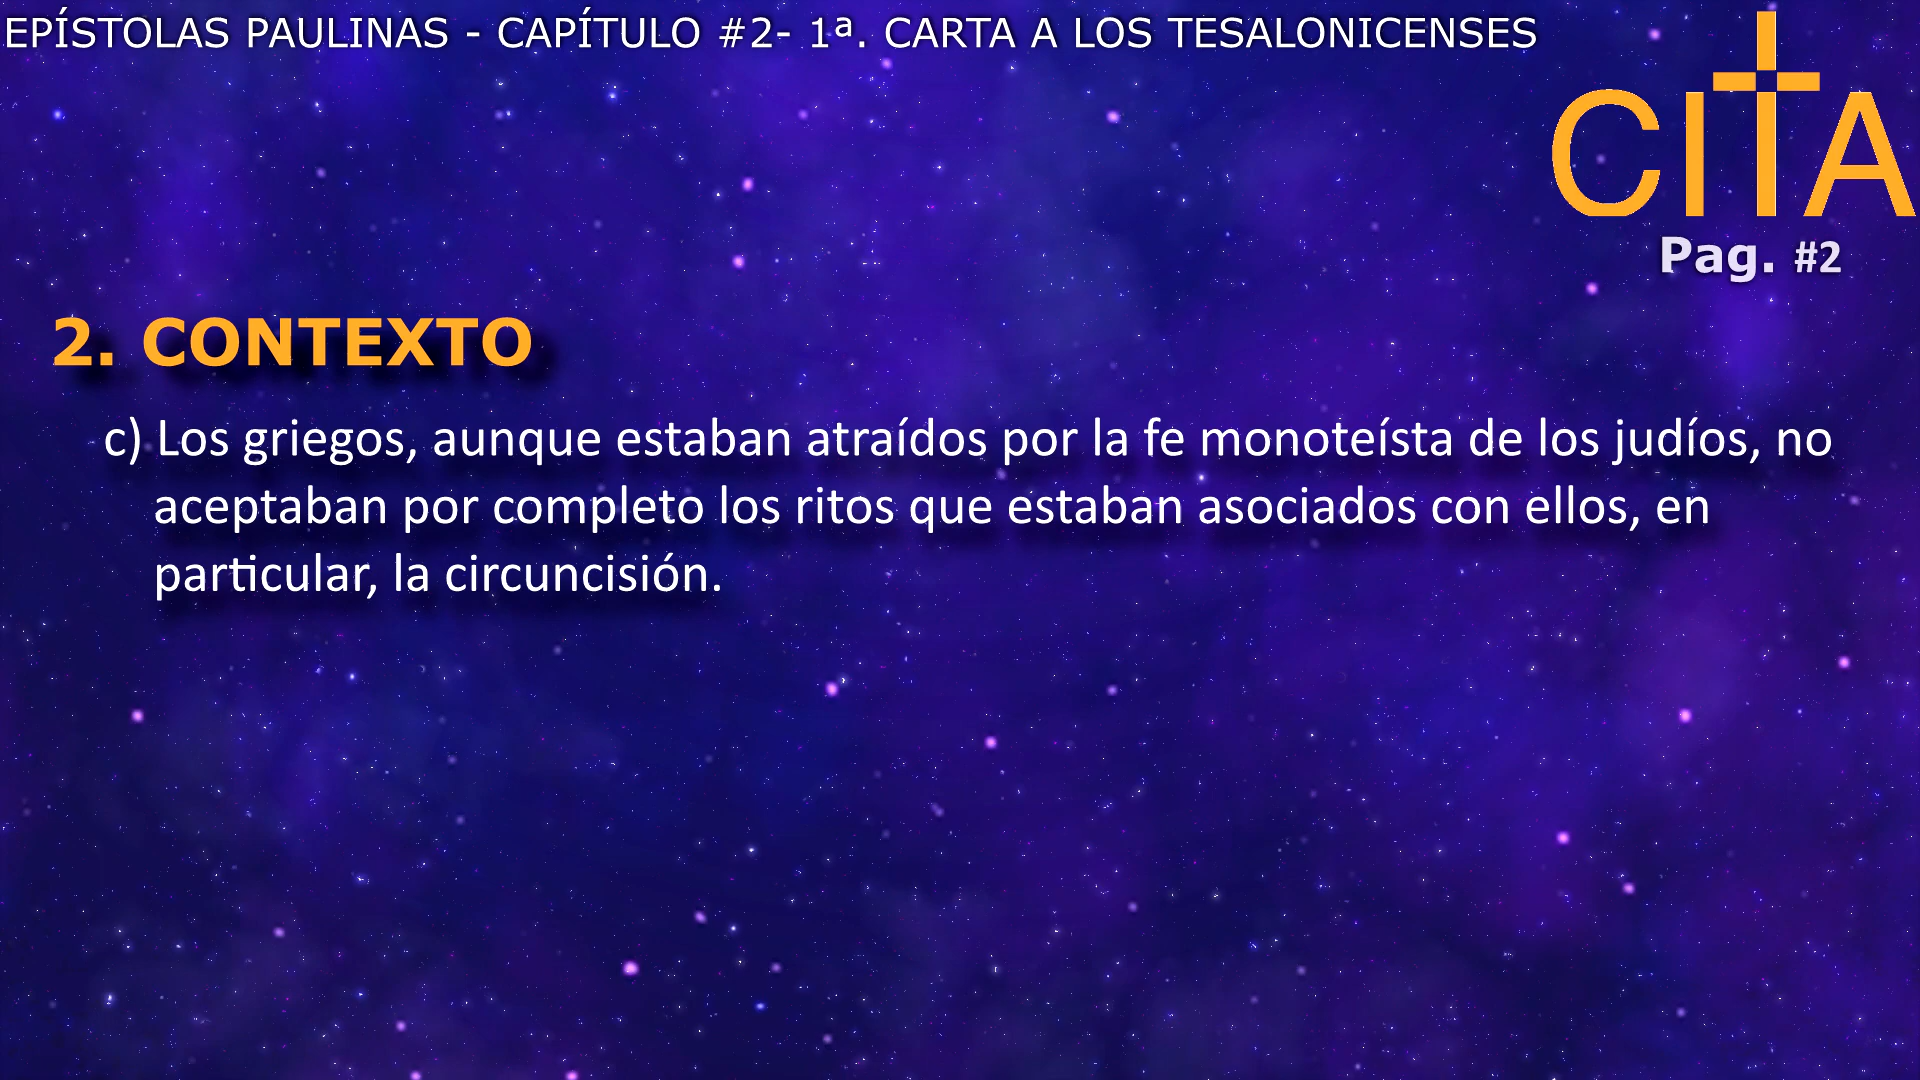 EPÍSTOLAS PAULINAS - CAPÍTULO #2- 1ª. CARTA A LOS TESALONICENSES
CITA
Pag. #2
2. CONTEXTO
c) Los griegos, aunque estaban atraídos por la fe monoteísta de los judíos, no
aceptaban por completo los ritos que estaban asociados con ellos, en
particular, la circuncisión.